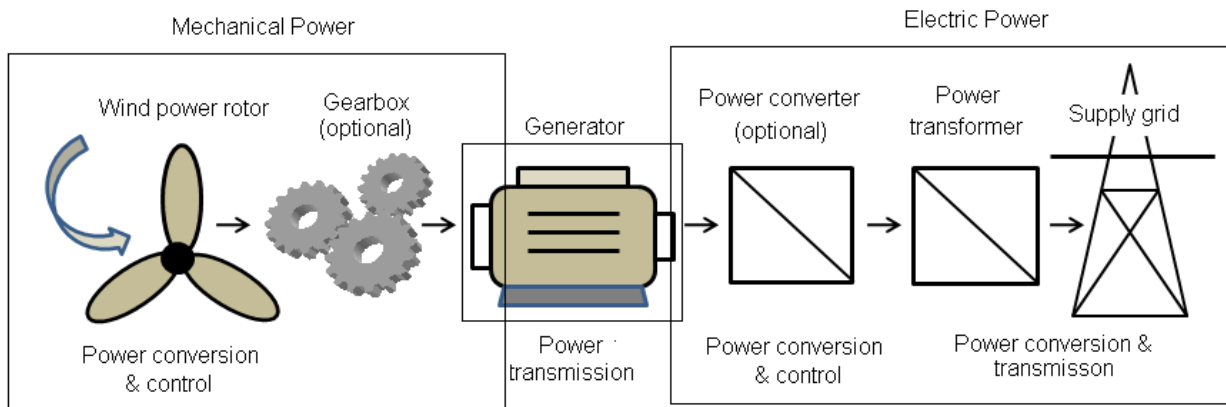 Mechanical Power
Electric Power
Wind power rotor
Gearbox
(optional)
Generator
Power converter
(optional)
Power
transformer
Supply grid
Power conversion
& control
Power
transmission
Power conversion
& control
Power conversion &
transmisson